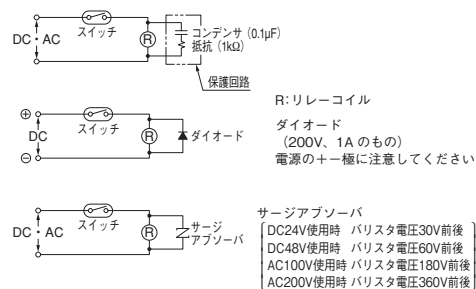 DC・AC
スイッチ
R
コンデンサ（0.1μF）
抵抗（1kΩ）
保護回路
R：リレーコイル
⊕
DC
⊖
スイッチ
R
ダイオード
ダイオード
（200V、1Aのもの）
電源の＋－極に注意してください
DC・AC
スイッチ
R
サージ
アブソーバ
サージアブソーバ
DC24V使用時 バリスタ電圧30V前後
DC48V使用時 バリスタ電圧60V前後
AC100V使用時 バリスタ電圧180V前後
AC200V使用時 バリスタ電圧360V前後